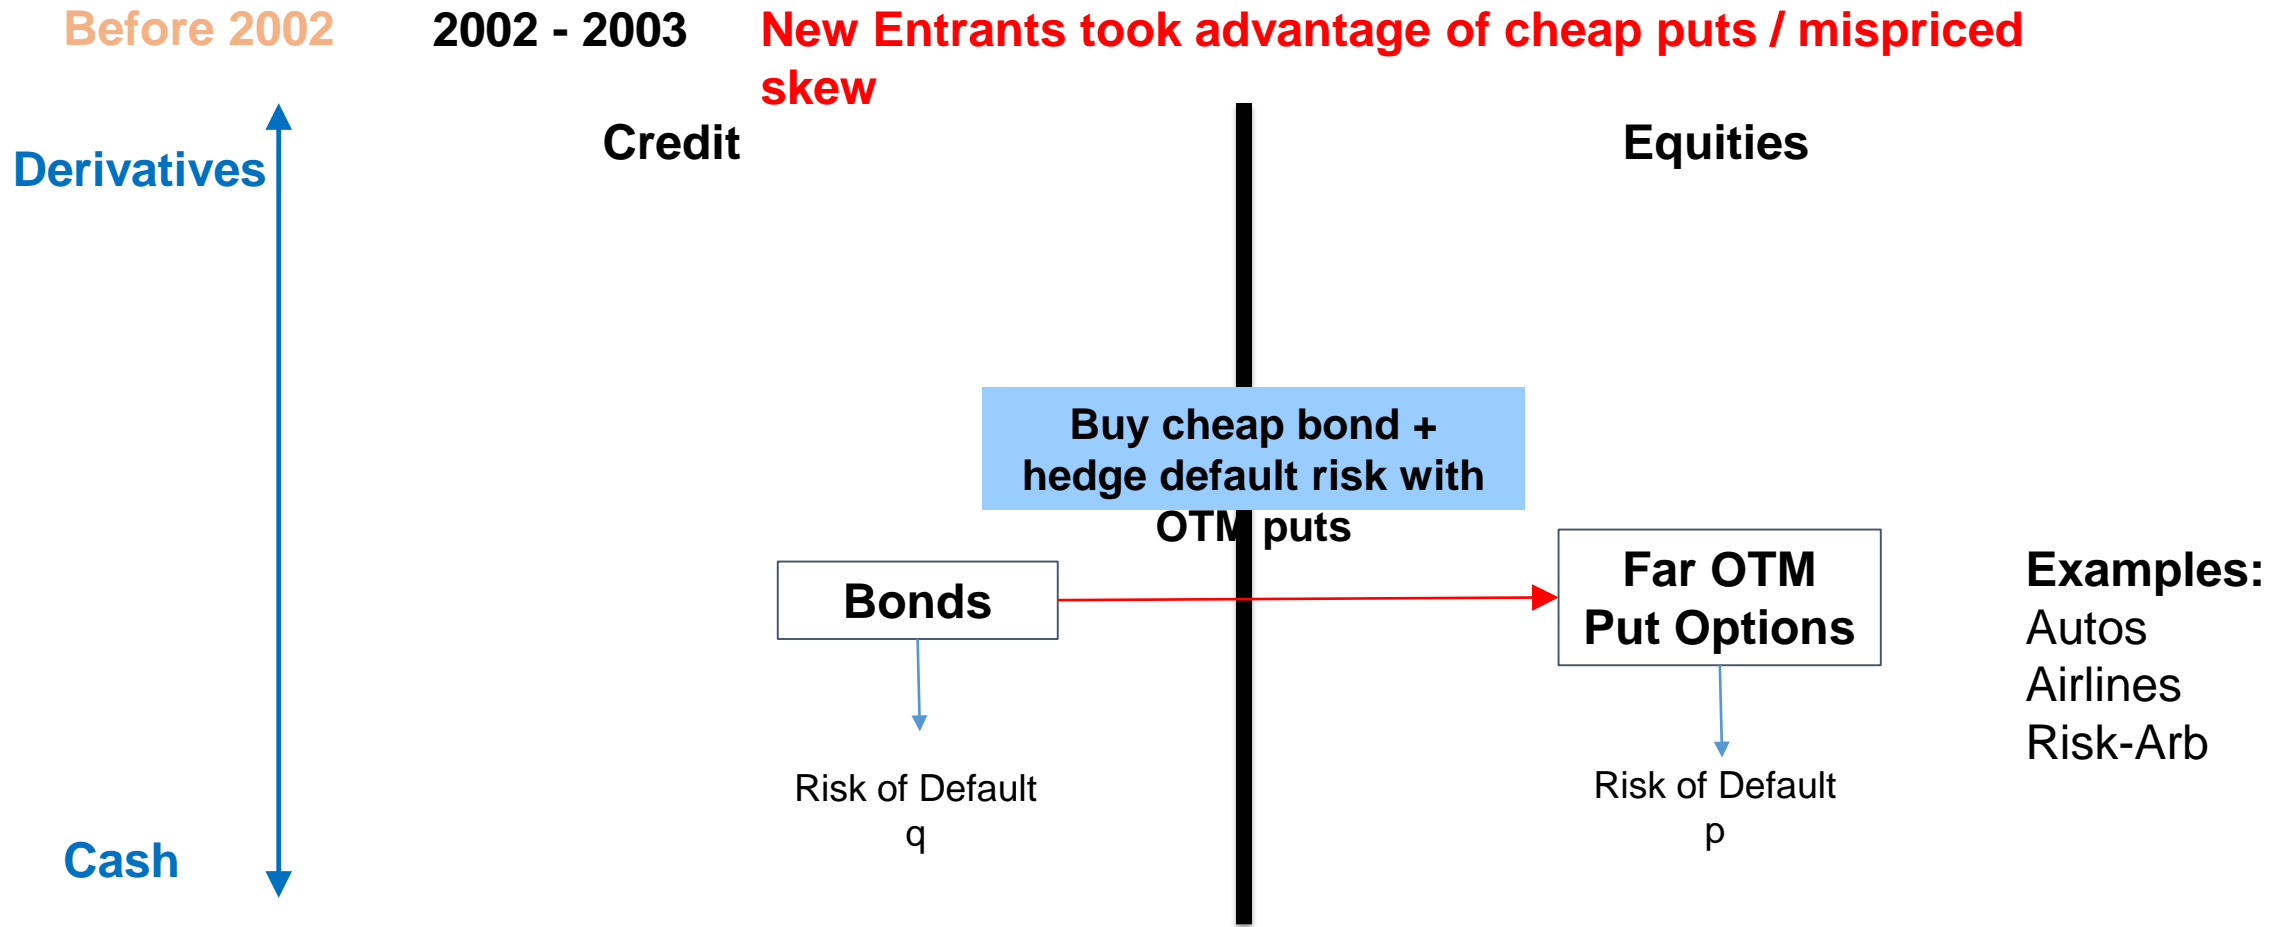 Before 2002
2002 - 2003
New Entrants took advantage of cheap puts / mispriced
skew
Credit
Equities
Derivatives
Buy cheap bond +
hedge default risk with
OTM puts
Bonds
Far OTM
Put Options
Examples:
Autos
Airlines
Risk-Arb
Risk of Default
q
Risk of Default
p
Cash